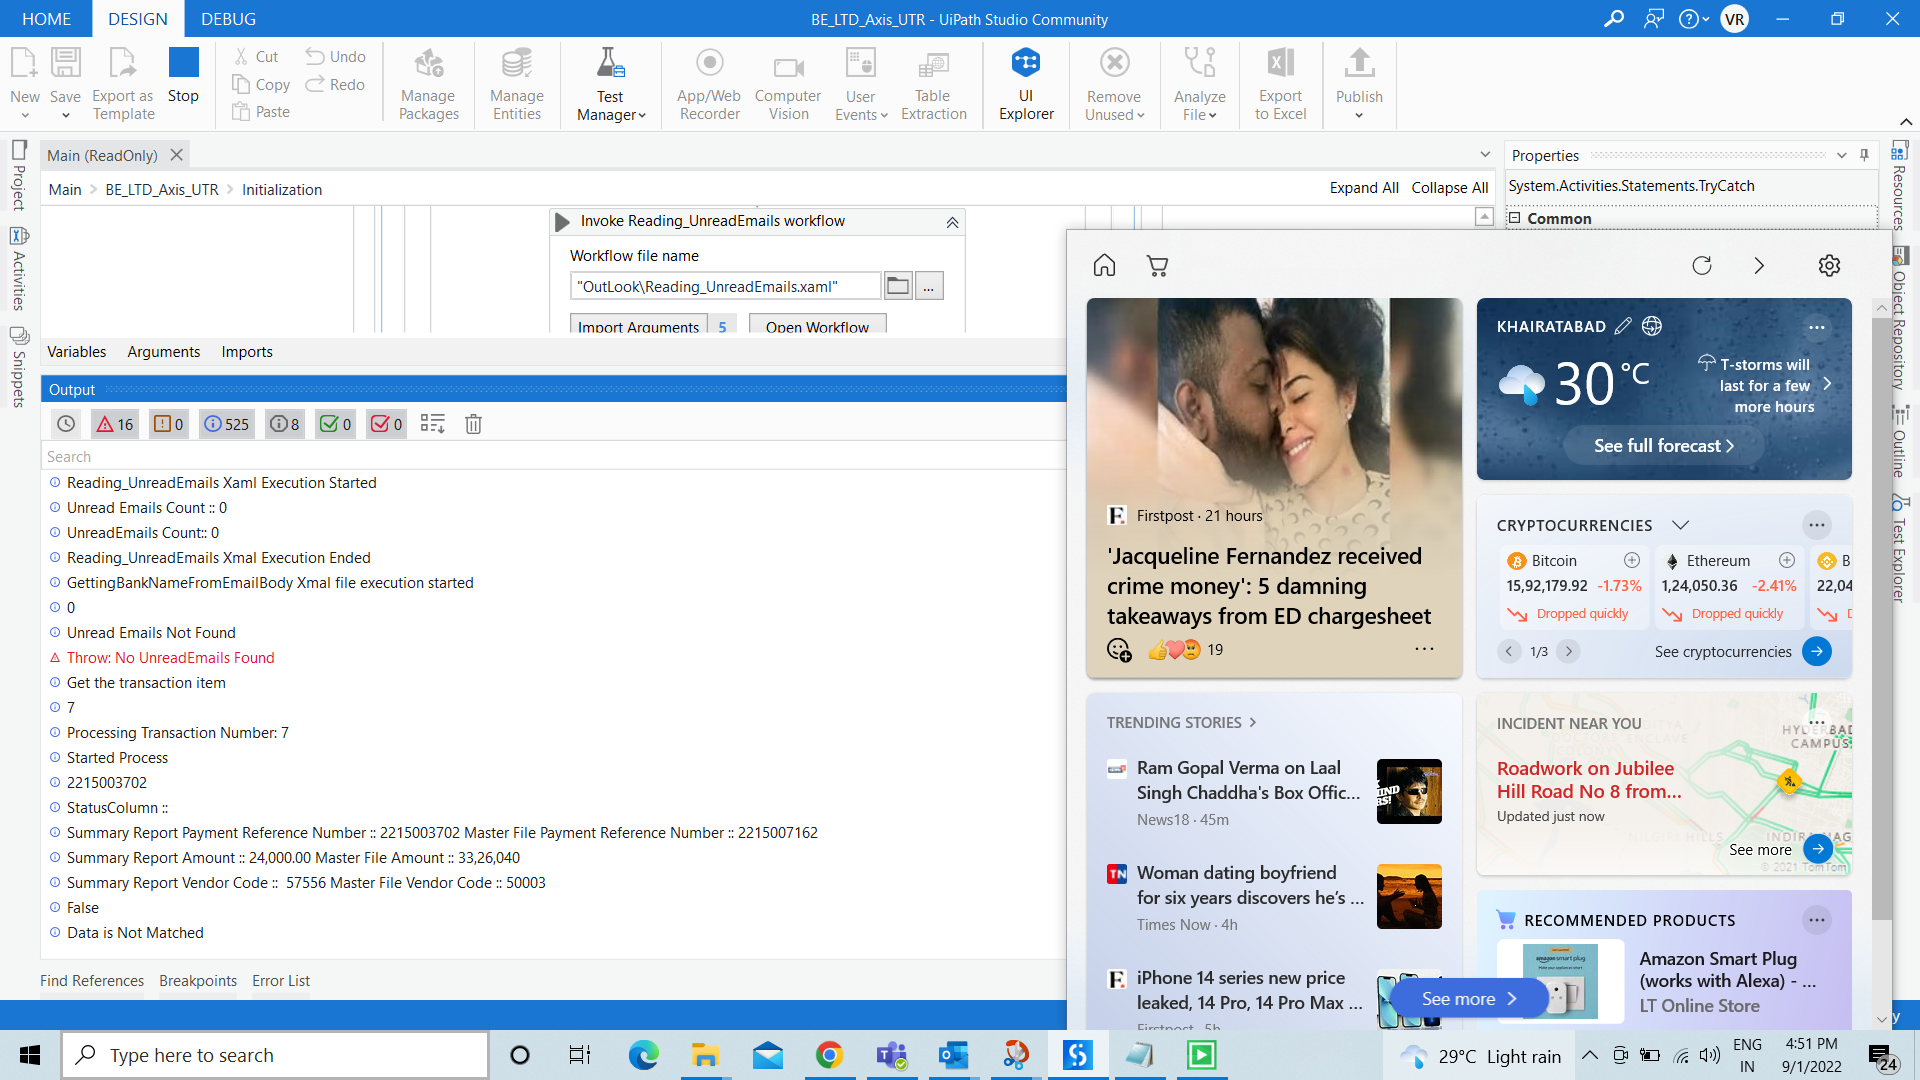 HOME
DESIGN
DEBUG
BE_LTD_Axis_UTR - UiPath Studio Community
VR
New
Save
Export as
Template
Stop
Cut
Copy
Paste
Undo
Redo
Manage
Packages
Manage
Entities
Test
Manager
App/Web
Recorder
Computer
Vision
User
Events
Table
Extraction
UI
Explorer
Remove
Unused
Analyze
File
Export
to Excel
Publish
Project
Activities
Snippets
Main (ReadOnly)
Main
BE_LTD_Axis_UTR
Initialization
Expand All
Collapse All
Invoke Reading_UnreadEmails workflow
Workflow file name
"OutLook\Reading_UnreadEmails.xaml"
...
Import Arguments
5
Open Workflow
Variables
Arguments
Imports
Properties
System.Activities.Statements.TryCatch
Common
Resources
Object Repository
Outline
Test Explorer
Output
16
0
525
8
0
0
Search
Reading_UnreadEmails Xaml Execution Started
Unread Emails Count :: 0
UnreadEmails Count:: 0
Reading_UnreadEmails Xmal Execution Ended
GettingBankNameFromEmailBody Xmal file execution started
0
Unread Emails Not Found
Throw: No UnreadEmails Found
Get the transaction item
7
Processing Transaction Number: 7
Started Process
2215003702
StatusColumn ::
Summary Report Payment Reference Number :: 2215003702 Master File Payment Reference Number :: 2215007162
Summary Report Amount :: 24,000.00 Master File Amount :: 33,26,040
Summary Report Vendor Code ::  57556 Master File Vendor Code :: 50003
False
Data is Not Matched
Find References
Breakpoints
Error List
Firstpost · 21 hours
'Jacqueline Fernandez received
crime money': 5 damning
takeaways from ED chargesheet
19
KHAIRATABAD
30 °C
T-storms will
last for a few
more hours
See full forecast
CRYPTOCURRENCIES
Bitcoin
15,92,179.92 -1.73%
Dropped quickly
Ethereum
1,24,050.36 -2.41%
Dropped quickly
B
22,04
1/3
See cryptocurrencies
TRENDING STORIES
Ram Gopal Verma on Laal
Singh Chaddha's Box Offic...
News18 · 45m
TN
Woman dating boyfriend
for six years discovers he's ...
Times Now · 4h
iPhone 14 series new price
leaked, 14 Pro, 14 Pro Max ...
Firstpost · 5h
INCIDENT NEAR YOU
Roadwork on Jubilee
Hill Road No 8 from...
Updated just now
See more
© 2021 TomTom
RECOMMENDED PRODUCTS
Amazon Smart Plug
(works with Alexa) - ...
LT Online Store
See more
Type here to search
29°C Light rain
ENG
IN
4:51 PM
9/1/2022
24